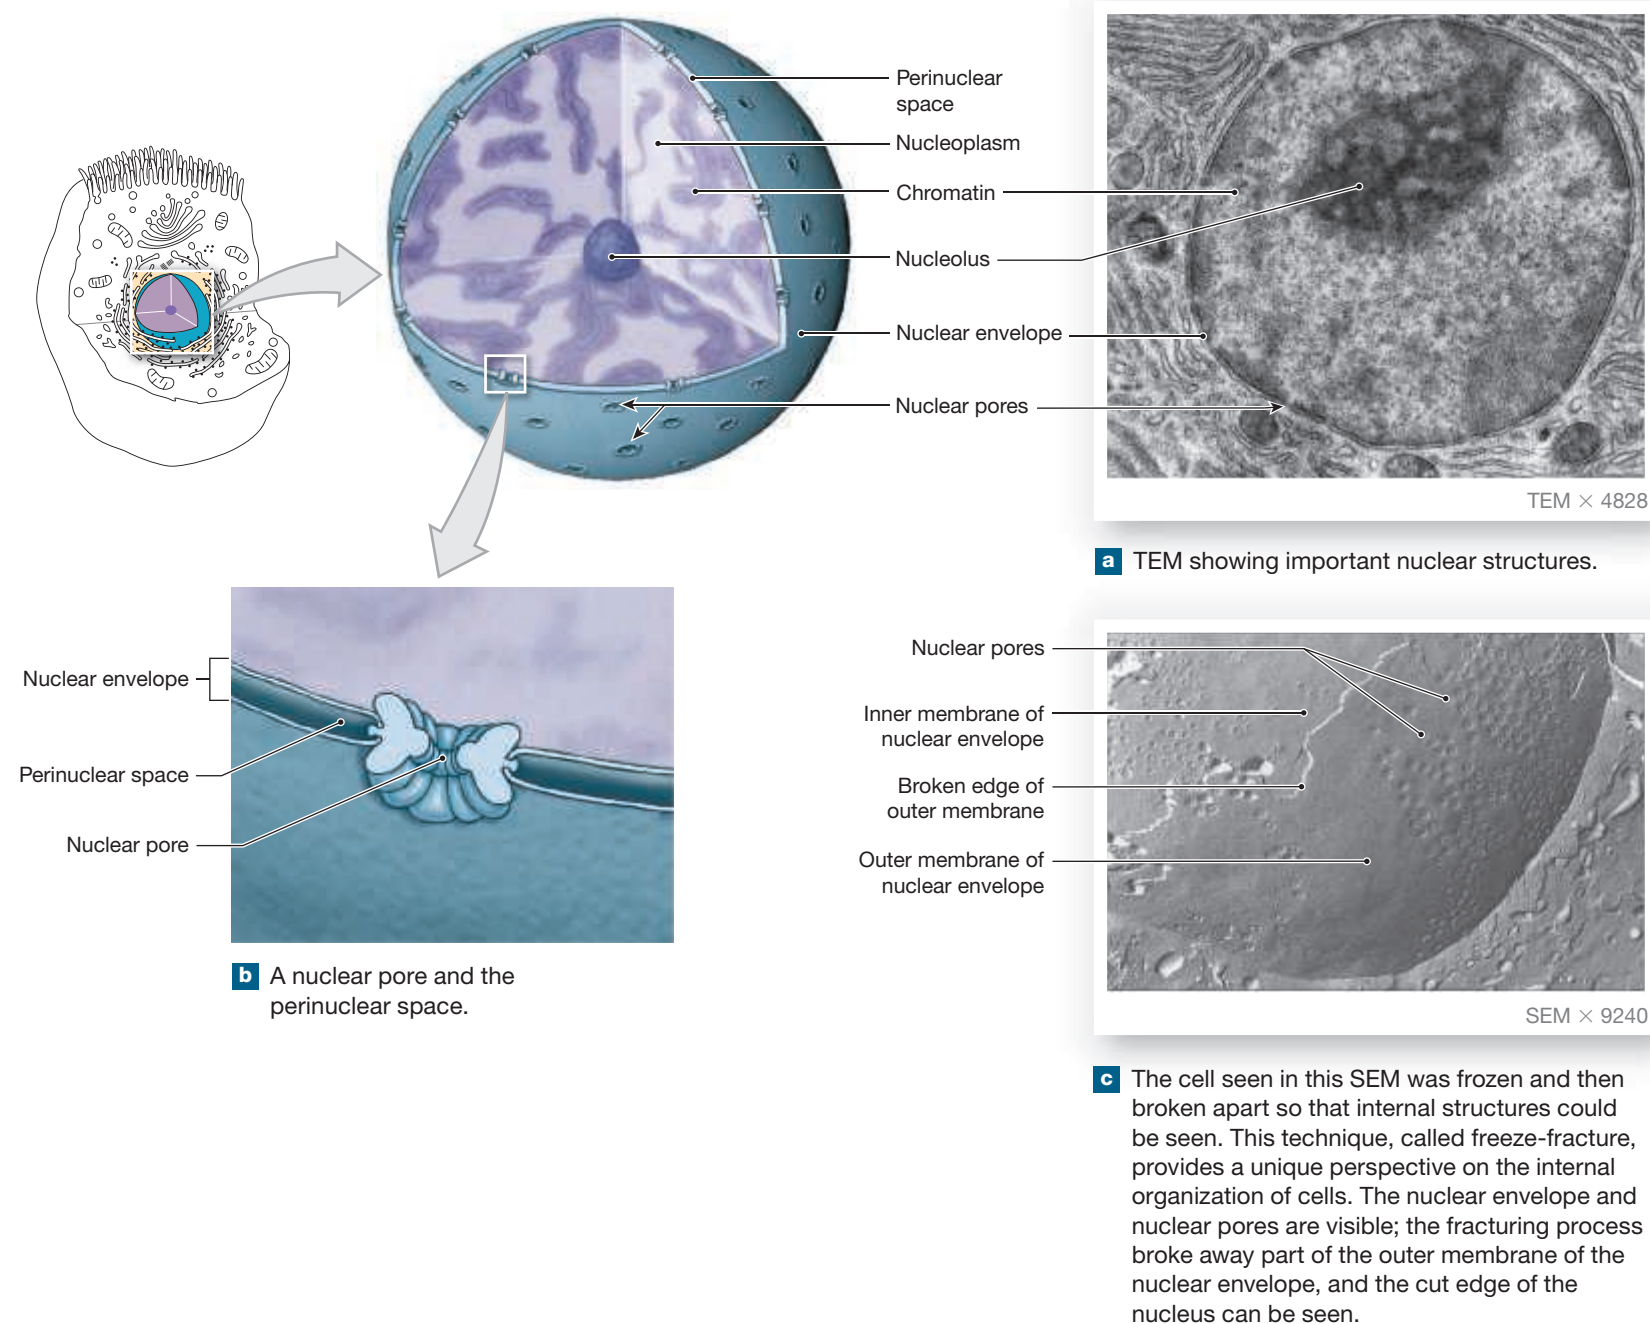 Perinuclear
space
Nucleoplasm
Chromatin
Nucleolus
Nuclear envelope
Nuclear pores
TEM × 4828
a TEM showing important nuclear structures.
Nuclear envelope
Perinuclear space
Nuclear pore
b A nuclear pore and the
perinuclear space.
Nuclear pores
Inner membrane of
nuclear envelope
Broken edge of
outer membrane
Outer membrane of
nuclear envelope
SEM × 9240
c The cell seen in this SEM was frozen and then
broken apart so that internal structures could
be seen. This technique, called freeze-fracture,
provides a unique perspective on the internal
organization of cells. The nuclear envelope and
nuclear pores are visible; the fracturing process
broke away part of the outer membrane of the
nuclear envelope, and the cut edge of the
nucleus can be seen.